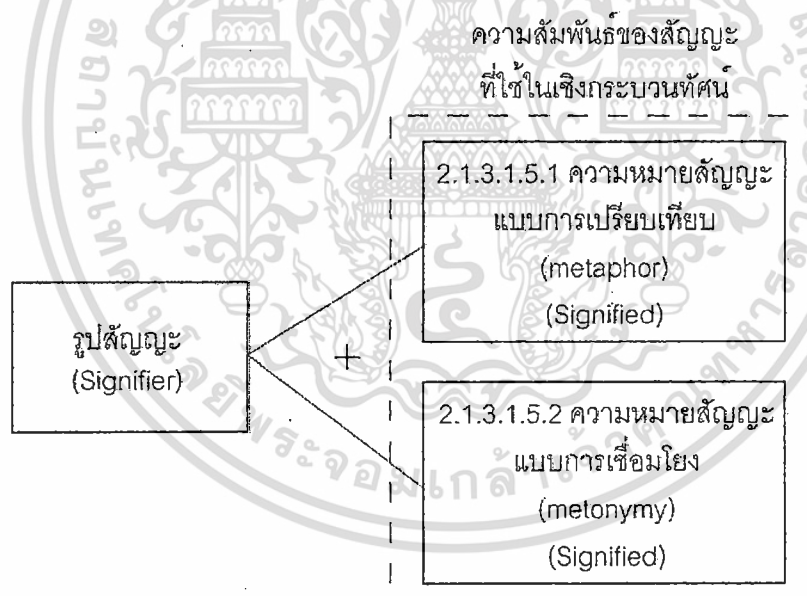 ความสัมพันธ์ของสัญญะ
ที่ใช้ในเชิงกระบวนทัศน์
2.1.3.1.5.1 ความหมายสัญญะ
แบบการเปรียบเทียบ
(metaphor)
(Signified)
รูปสัญญะ
(Signifier)
+
2.1.3.1.5.2 ความหมายสัญญะ
แบบการเชื่อมโยง
(metonymy)
(Signified)